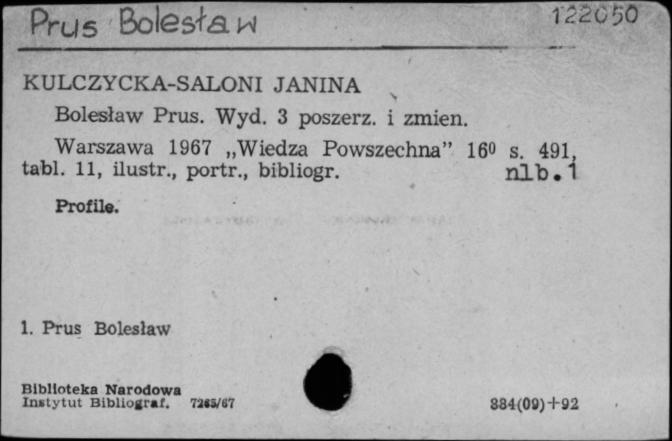 Prus Bolesław 122050
KULCZYCKA-SALONI JANINA
Bolesław Prus. Wyd. 3 poszerz. i zmien.
Warszawa 1967 „Wiedza Powszechna” 16⁰ s. 491,
tabl. 11, ilustr., portr., bibliogr. nlb.1
Profile.
1. Prus Bolesław
Biblioteka Narodowa
Instytut Bibliograf. 7265/67 884(09)+92